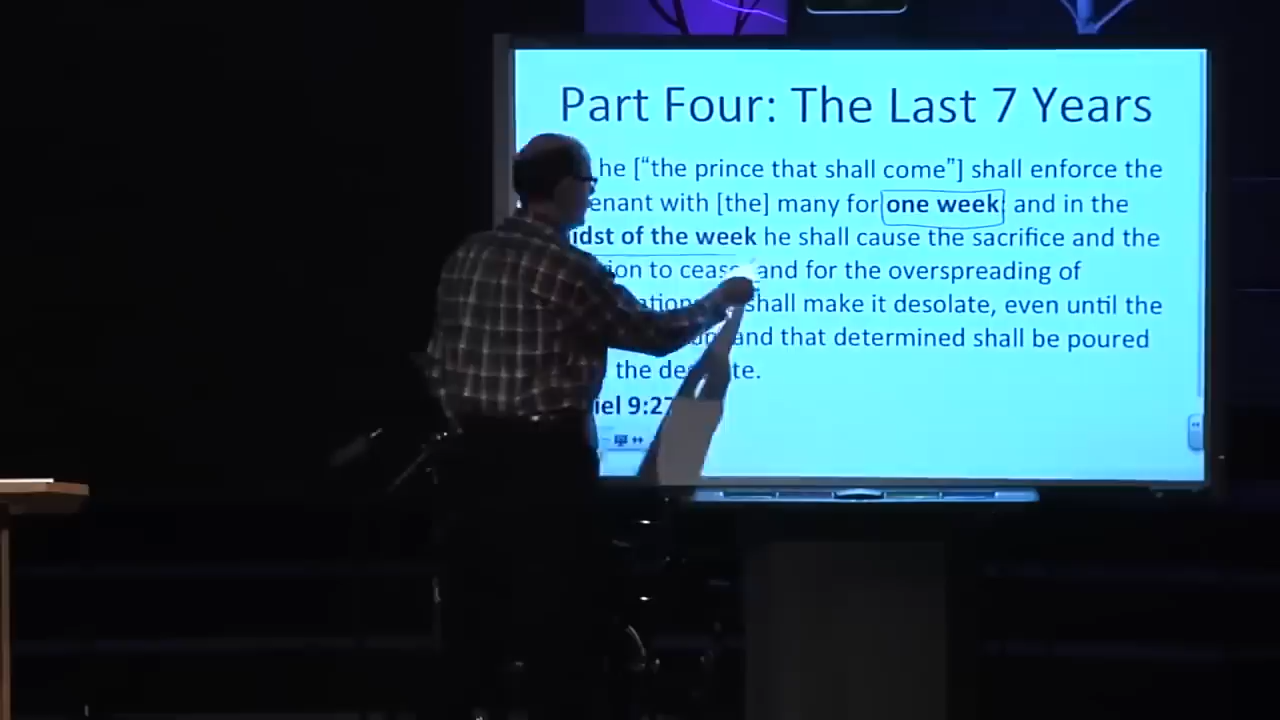 Part Four: The Last 7 Years
he [“the prince that shall come”] shall enforce the
enant with [the] many for one week: and in the
idst of the week he shall cause the sacrifice and the
ion to cease, and for the overspreading of
ation shall make it desolate, even until the
and that determined shall be poured
the de te.
iel 9:27